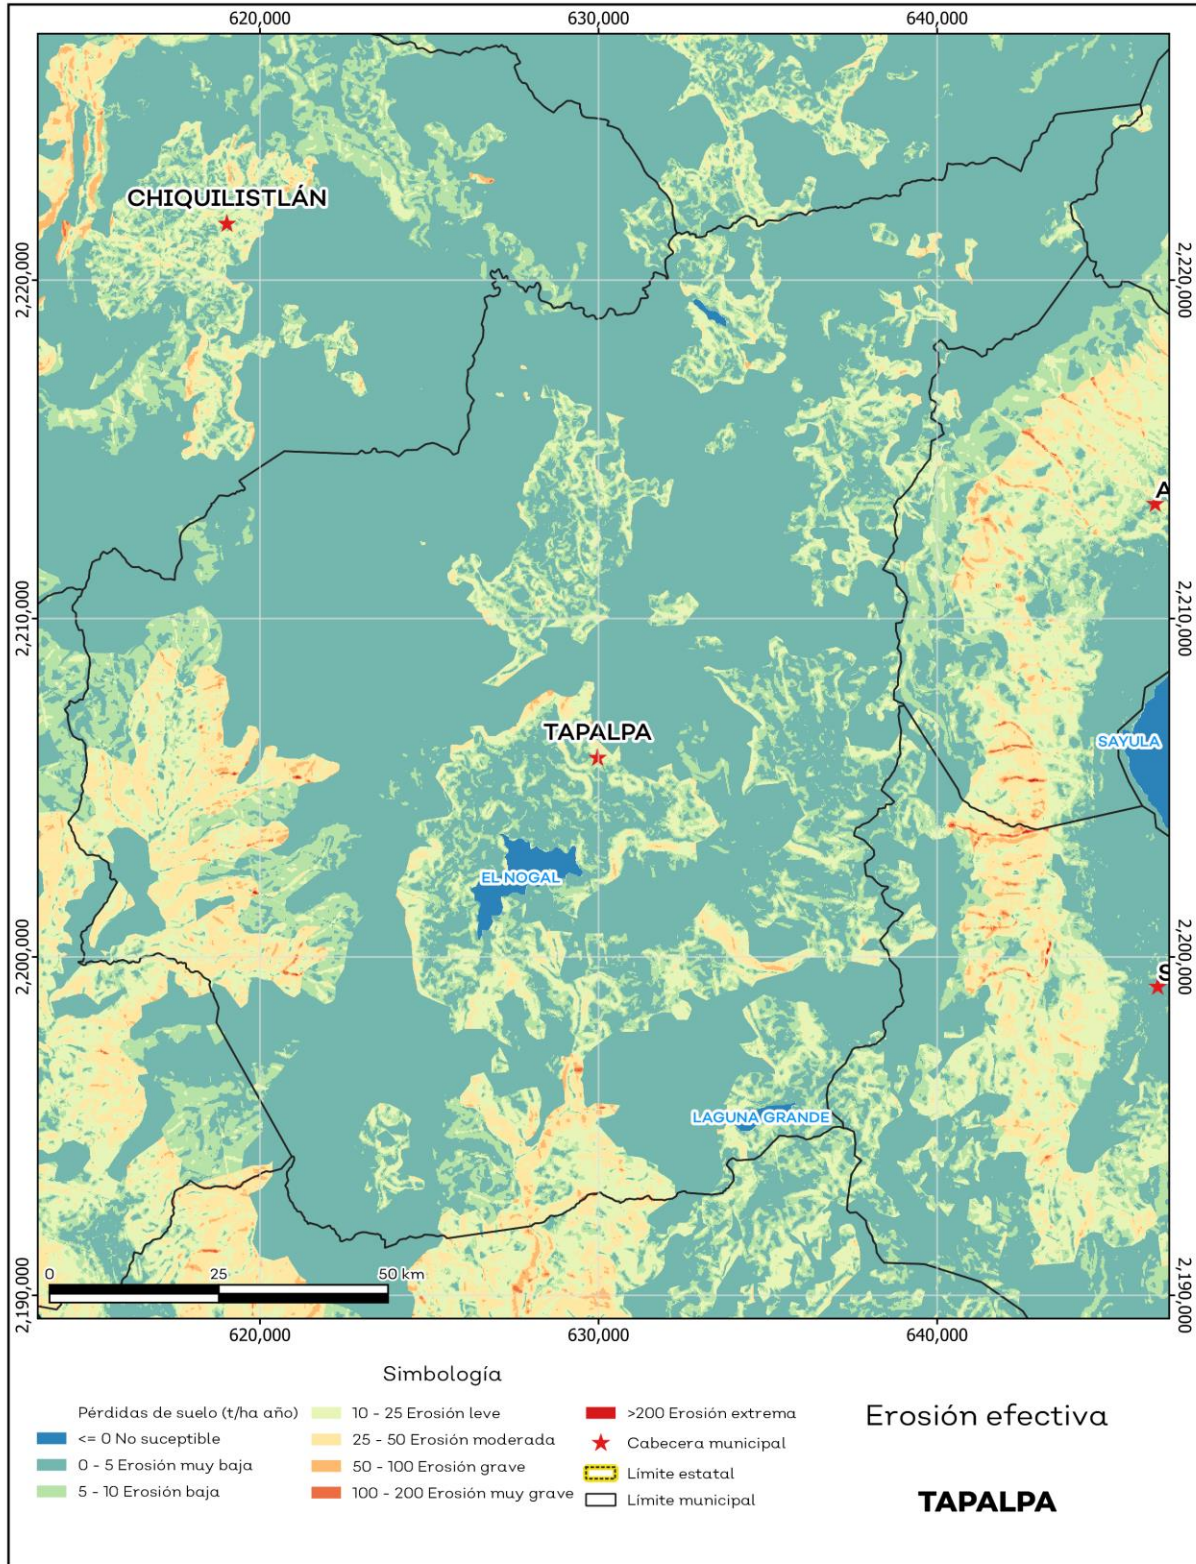 620,000 630,000 640,000
CHIQUILISTLÁN
2,220,000 2,220,000
A
2,210,000 2,210,000
TAPALPA
SAYULA
EL NOGAL
2,200,000 2,200,000
S
LAGUNA GRANDE
0 25 50 km
2,190,000 2,190,000
620,000 630,000 640,000
Simbología
Pérdidas de suelo (t/ha año)
<= 0 No suceptible
0 - 5 Erosión muy baja
5 - 10 Erosión baja
10 - 25 Erosión leve
25 - 50 Erosión moderada
50 - 100 Erosión grave
100 - 200 Erosión muy grave
>200 Erosión extrema
Cabecera municipal
Límite estatal
Límite municipal
Erosión efectiva
TAPALPA